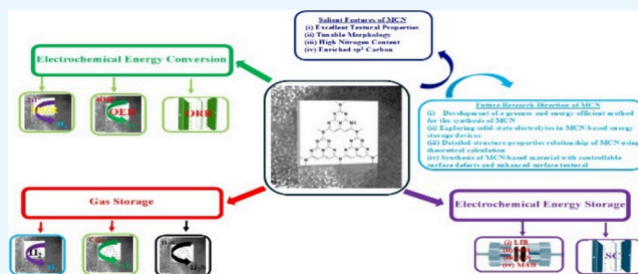 Salient Features of MCN
(i) Excellent Textural Properties
(ii) Tunable Morphology
(iii) High Nitrogen Content
(iv) Enriched sp² Carbon
Electrochemical Energy Conversion
OER
ORR
Future Research Direction of MCN
(i) Development of a greener and energy-efficient method
for the synthesis of MCN
(ii) Exploring solid-state electrolytes in MCN-based energy
storage devices
(iii) Detailed structure-properties relationship of MCN using
theoretical calculation
(iv) Synthesis of MCN-based material with controllable
surface defects and enhanced surface textural
Gas Storage
Electrochemical Energy Storage
H₂
(i) LIB
(iv) MAB
SC